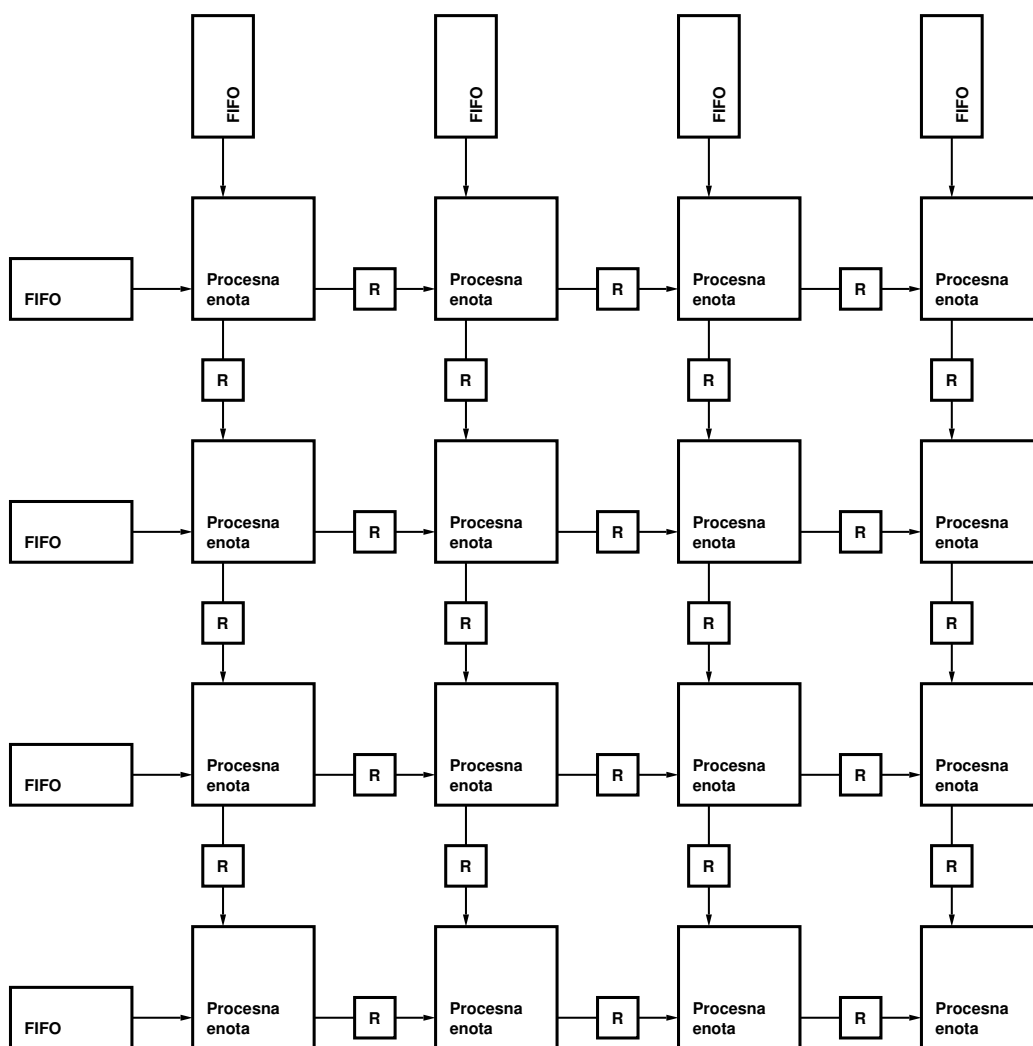 FIFO
FIFO
FIFO
FIFO
FIFO
Procesna
enota
R
Procesna
enota
R
Procesna
enota
R
Procesna
enota
R
R
R
R
FIFO
Procesna
enota
R
Procesna
enota
R
Procesna
enota
R
Procesna
enota
R
R
R
R
FIFO
Procesna
enota
R
Procesna
enota
R
Procesna
enota
R
Procesna
enota
R
R
R
R
FIFO
Procesna
enota
R
Procesna
enota
R
Procesna
enota
R
Procesna
enota